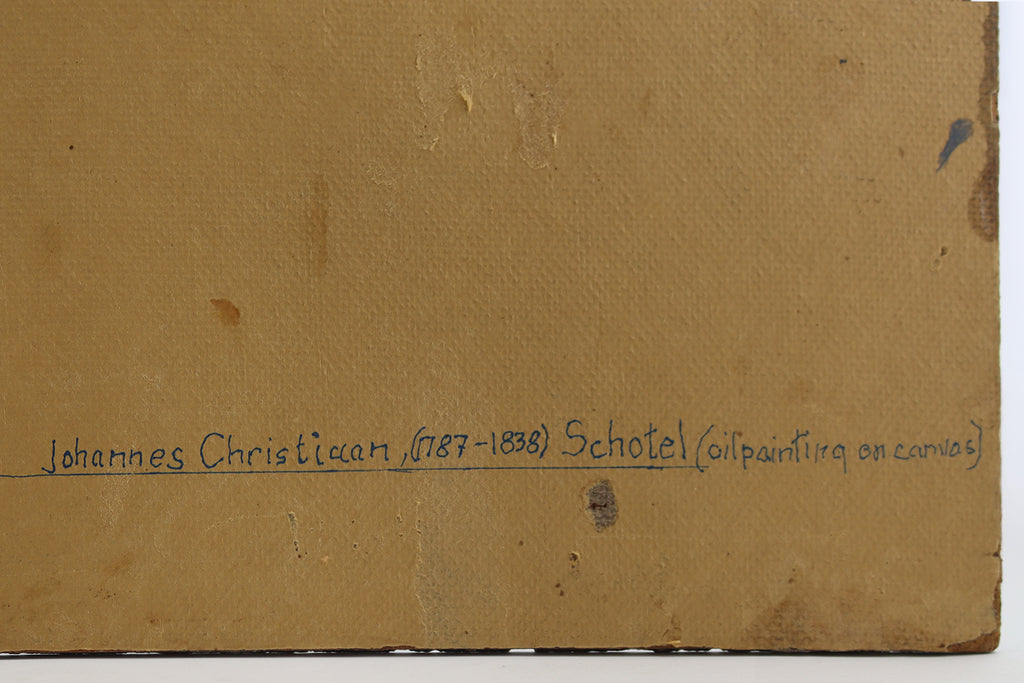 Johannes Christiaan, (1787-1838) Schotel (oilpainting on canvas)